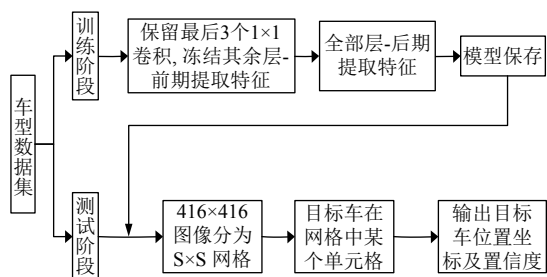 车型数据集
训练阶段
保留最后3个1×1
卷积, 冻结其余层-
前期提取特征
全部层-后期
提取特征
模型保存
测试阶段
416×416
图像分为
S×S 网格
目标车在
网格中某
个单元格
输出目标
车位置坐
标及置信度